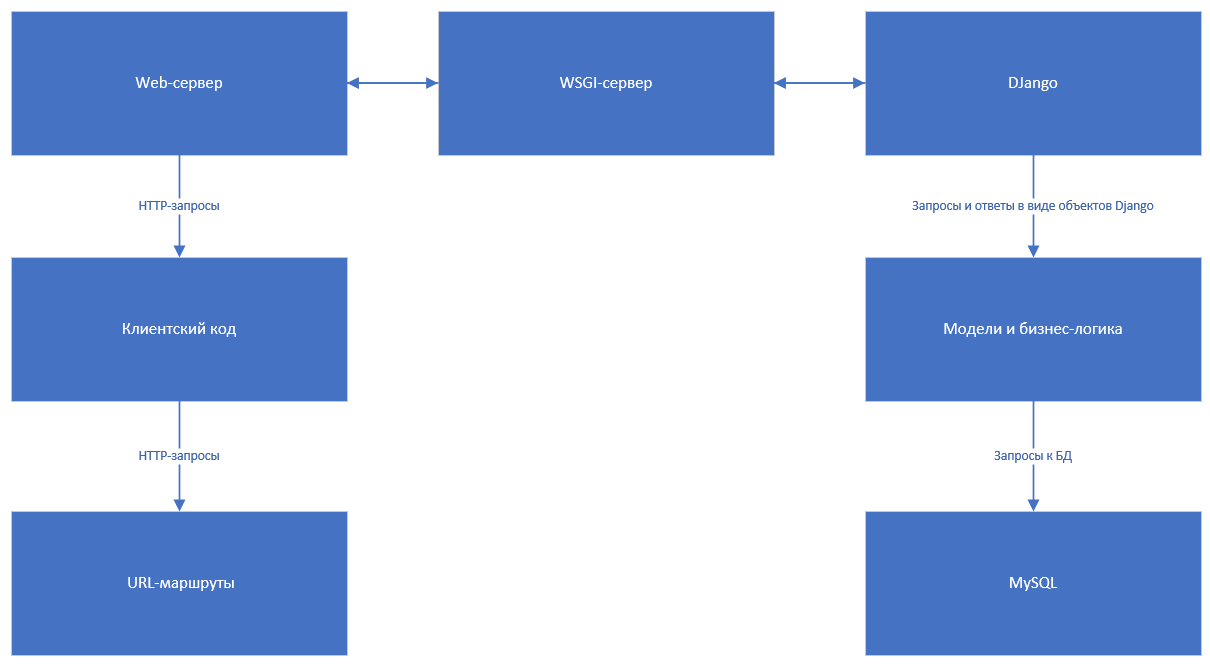 Web-сервер
WSGI-сервер
DJango
HTTP-запросы
Запросы и ответы в виде объектов Django
Клиентский код
Модели и бизнес-логика
HTTP-запросы
Запросы к БД
URL-маршруты
MySQL